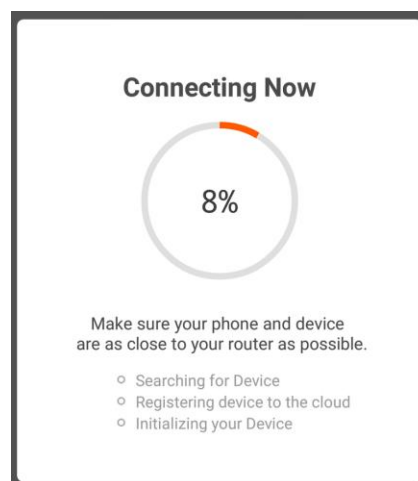 Connecting Now
8%
Make sure your phone and device
are as close to your router as possible.
Searching for Device
Registering device to the cloud
Initializing your Device